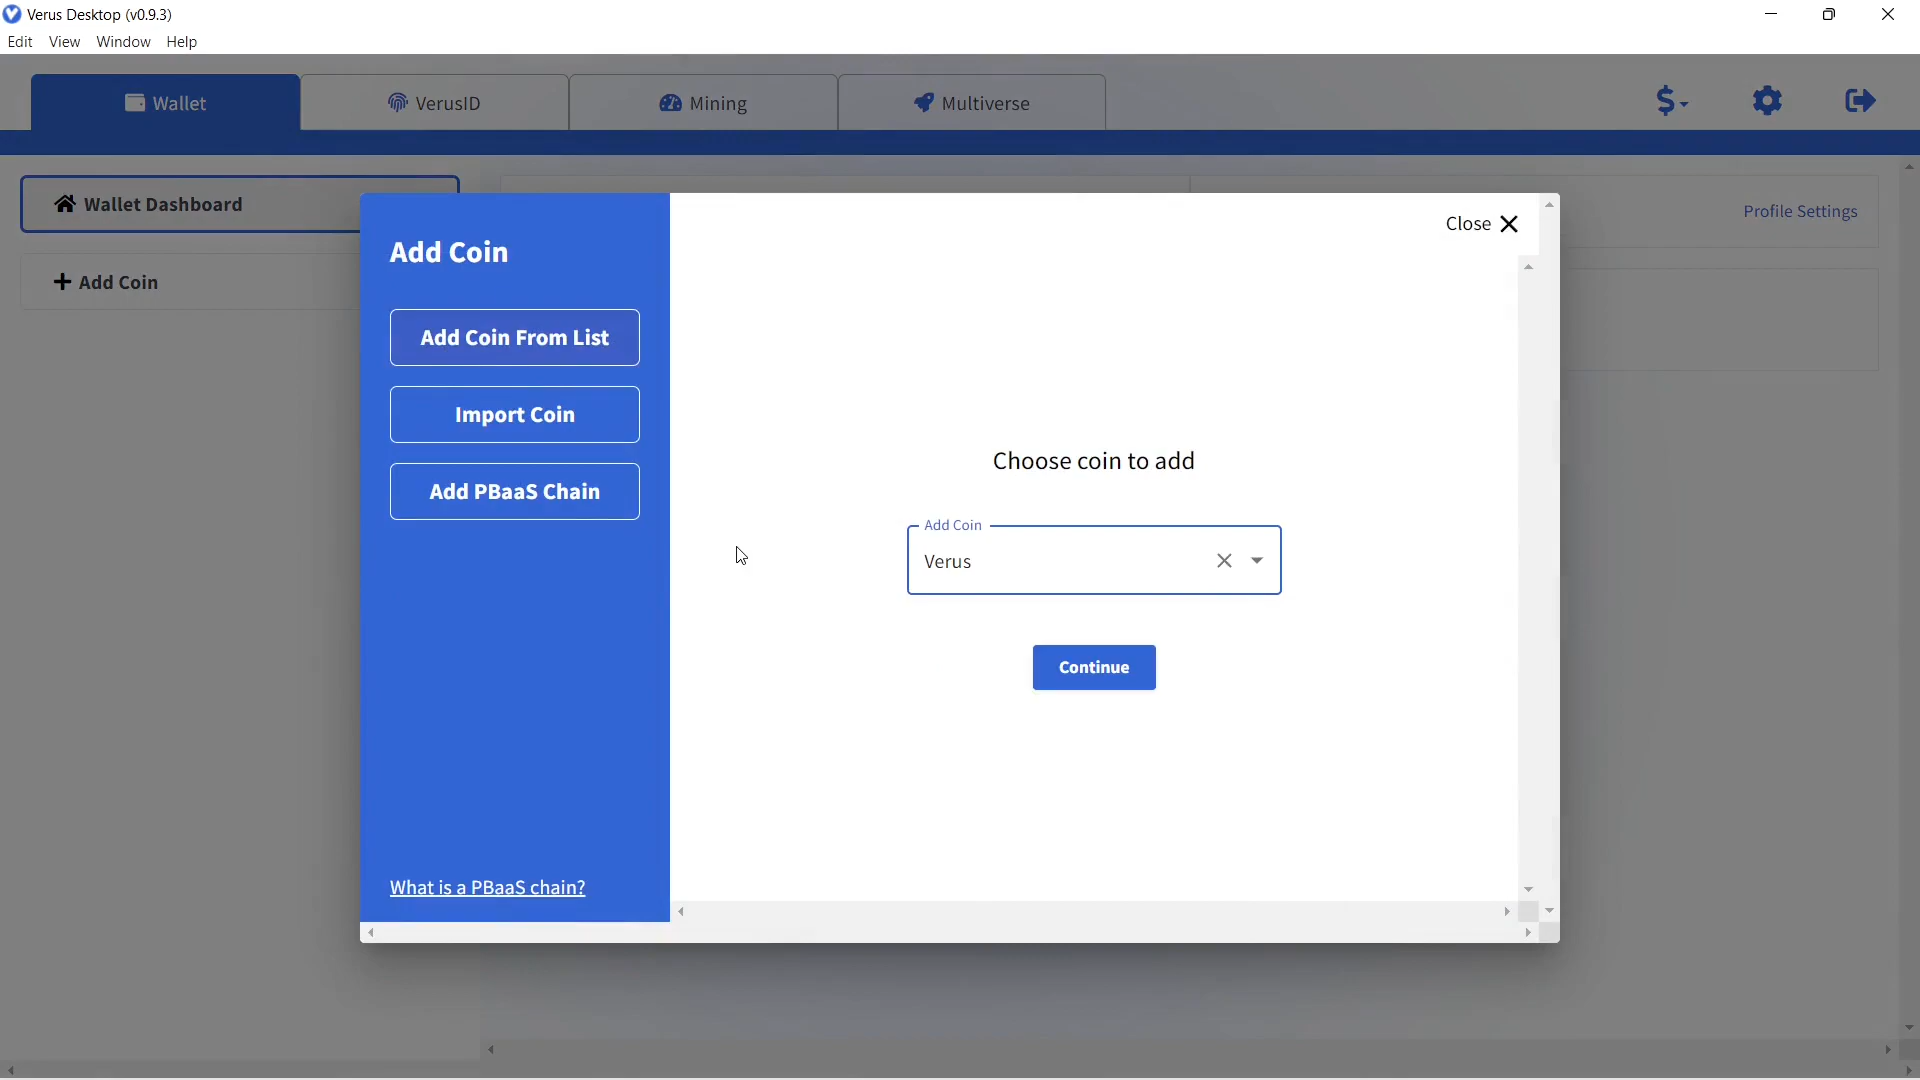 Verus Desktop (v0.9.3)
Edit View Window Help
Wallet VerusID Mining Multiverse
Wallet Dashboard
Profile Settings
Add Coin
Add Coin
Add Coin From List
Import Coin
Add PBaaS Chain
What is a PBaaS chain?
Close
Choose coin to add
Add Coin
Verus
Continue